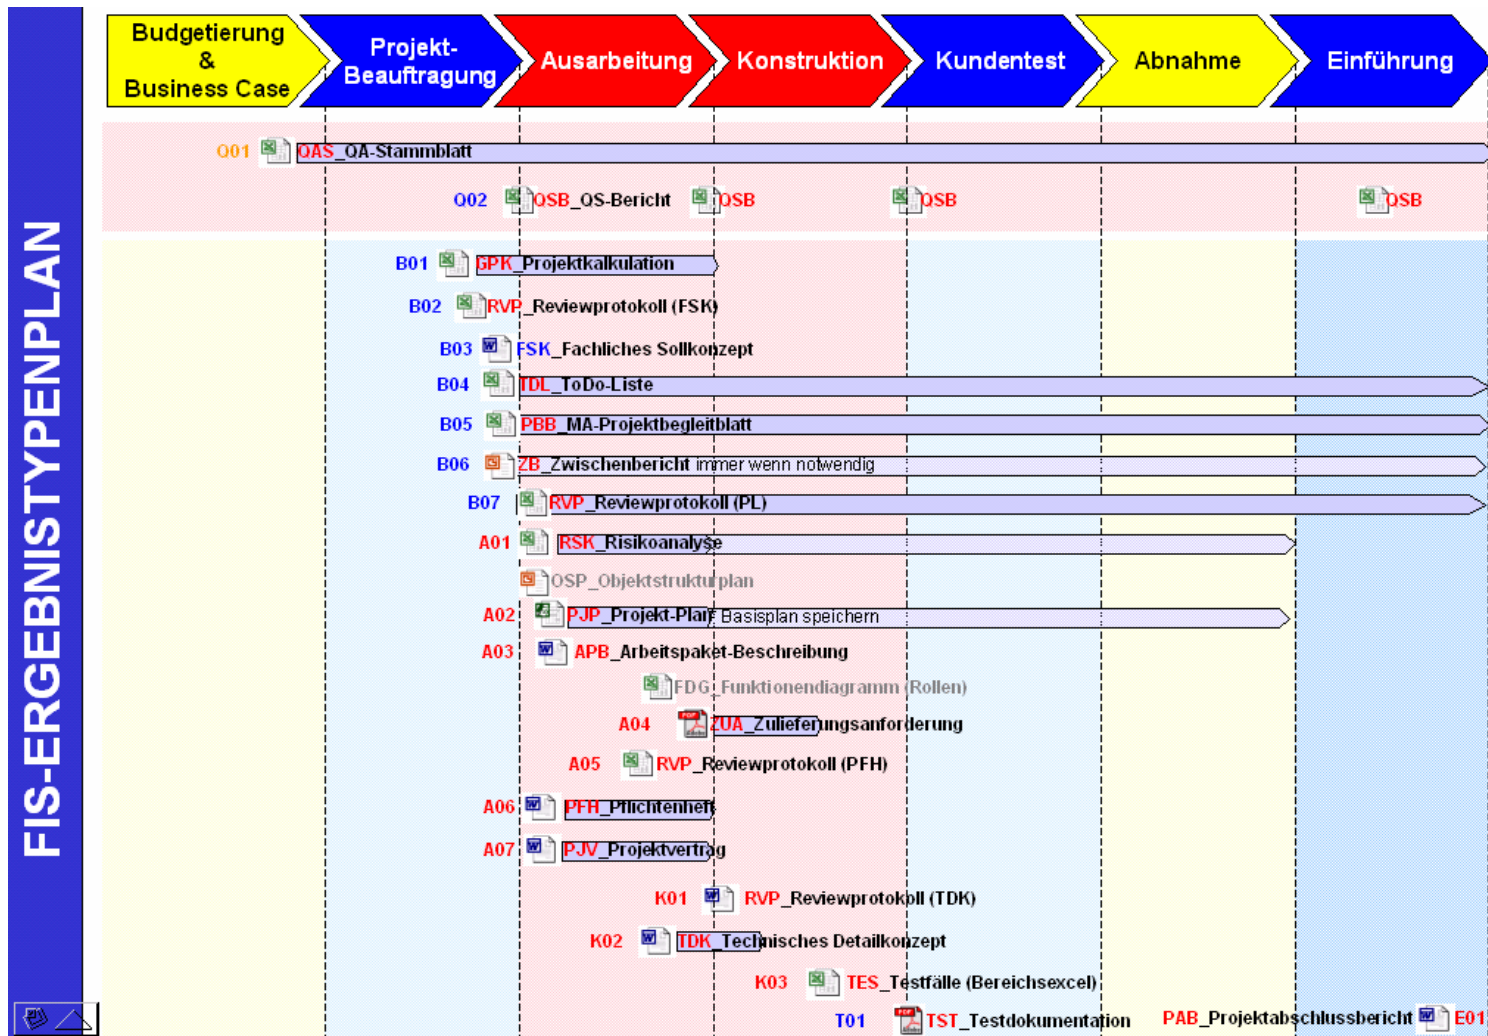 Budgetierung
&
Business Case
Projekt-
Beauftragung
Ausarbeitung
Konstruktion
Kundentest
Abnahme
Einführung
FIS-ERGEBNISTYPENPLAN
Q01 QAS_QA-Stammblatt
Q02 QSB_QS-Bericht QSB QSB QSB
B01 GPK_Projektkalkulation
B02 RVP_Reviewprotokoll (FSK)
B03 FSK_Fachliches Sollkonzept
B04 TDL_ToDo-Liste
B05 PBB_MA-Projektbegleitblatt
B06 ZB_Zwischenbericht immer wenn notwendig
B07 RVP_Reviewprotokoll (PL)
A01 RSK_Risikoanalyse
OSP_Objektstrukturplan
A02 PJP_Projekt-Plan Basisplan speichern
A03 APB_Arbeitspaket-Beschreibung
FDG_Funktionendiagramm (Rollen)
A04 ZUA_Zulieferungsanforderung
A05 RVP_Reviewprotokoll (PFH)
A06 PFH_Pflichtenheft
A07 PJV_Projektvertrag
K01 RVP_Reviewprotokoll (TDK)
K02 TDK_Technisches Detailkonzept
K03 TES_Testfälle (Bereichsexcel)
T01 TST_Testdokumentation PAB_Projektabschlussbericht E01